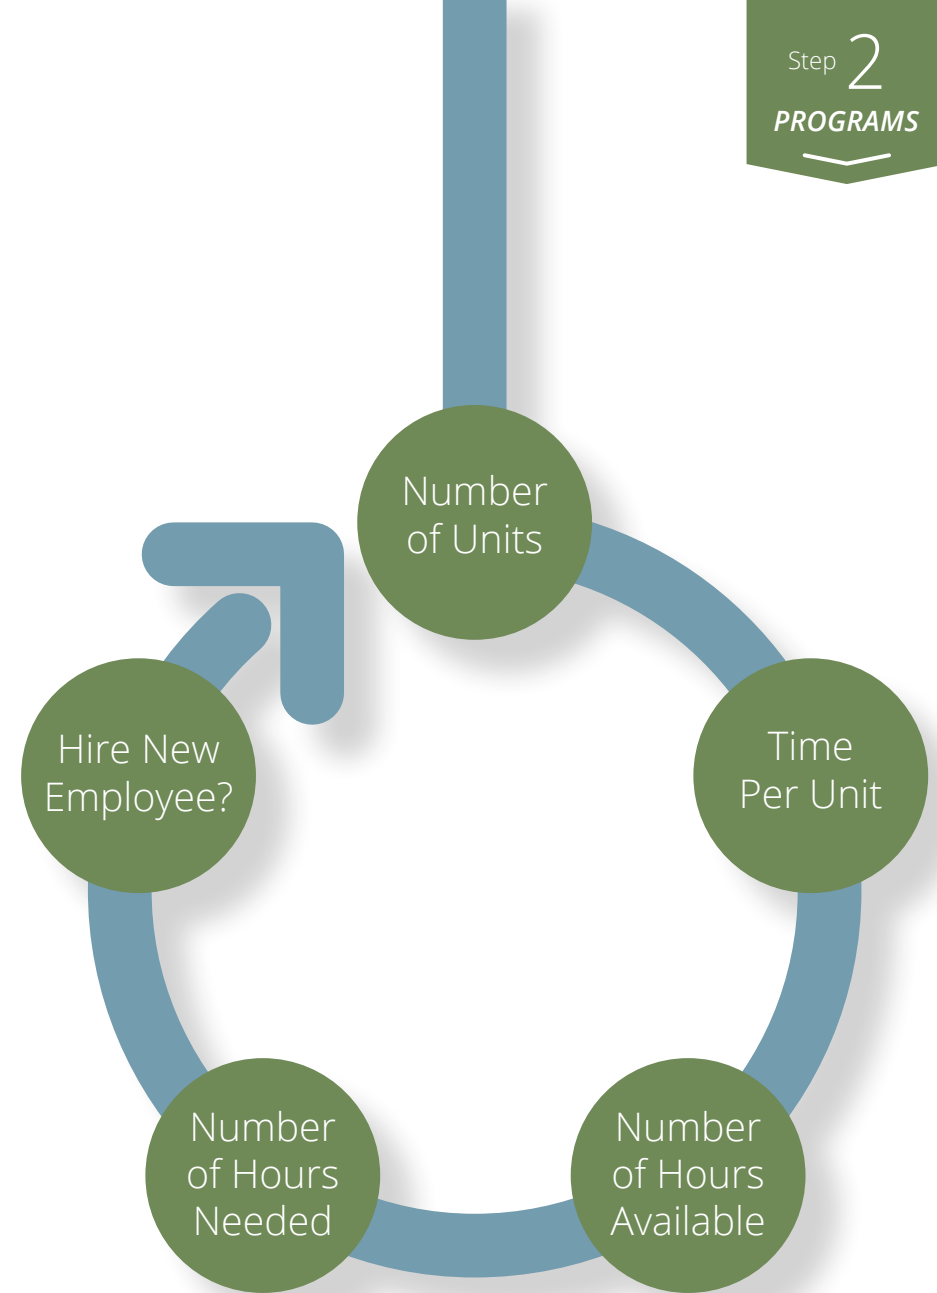 Step 2
PROGRAMS
Number
of Units
Time
Per Unit
Number
of Hours
Available
Number
of Hours
Needed
Hire New
Employee?